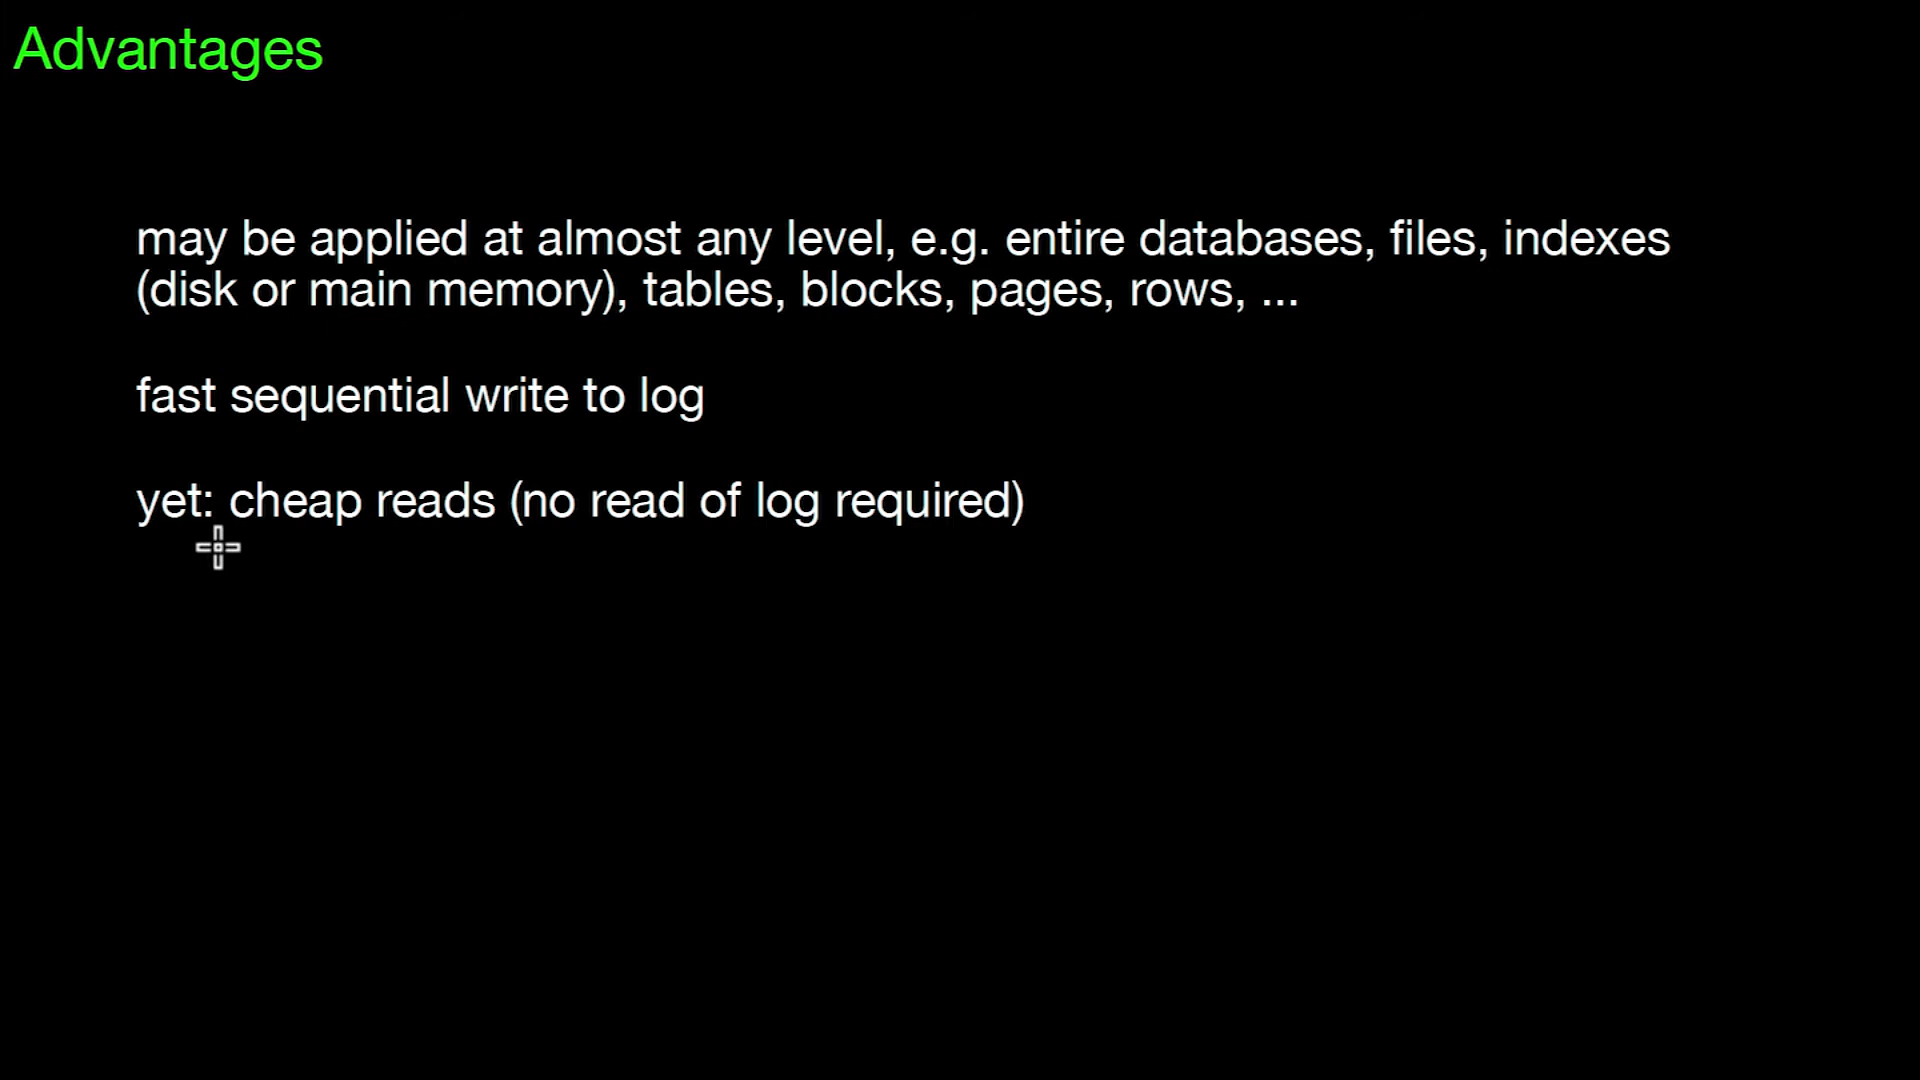 Advantages
may be applied at almost any level, e.g. entire databases, files, indexes
(disk or main memory), tables, blocks, pages, rows, ...
fast sequential write to log
yet: cheap reads (no read of log required)